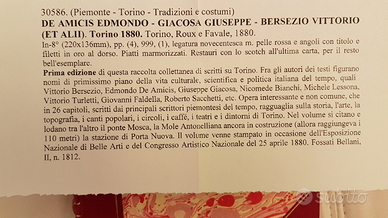 30586. (Piemonte - Torino - Tradizioni e costumi)
DE AMICIS EDMONDO - GIACOSA GIUSEPPE - BERSEZIO VITTORIO
(ET ALII). Torino 1880. Torino, Roux e Favale, 1880.
In-8° (220x136mm), pp. (4), 999, (1), legatura novecentesca m. pelle rossa e angoli con titolo e
filetti in oro al dorso. Piatti marmorizzati. Restauri con lo scotch all'ultima carta, per il resto
bell'esemplare.
Prima edizione di questa raccolta collettanea di scritti su Torino. Fra gli autori dei testi figurano
nomi di primissimo piano della vita culturale, scientifica e politica italiana del tempo, quali
Vittorio Bersezio, Edmondo De Amicis, Giuseppe Giacosa, Nicomede Bianchi, Michele Lessona,
Vittorio Turletti, Giovanni Faldella, Roberto Sacchetti, etc. Opera interessante e non comune, che
in 26 capitoli, scritti dai principali scrittori piemontesi del tempo, ragguaglia sulla storia, l'arte, la
topografia, i canti popolari, i circoli, i caffè, i teatri e i dintorni di Torino. Nel volume si citano e
lodano tra l'altro il ponte Mosca, la Mole Antonelliana ancora in costruzione (allora raggiungeva i
110 metri) la stazione di Porta Nuova. Il volume venne stampato in occasione dell'Esposizione
Nazionale di Belle Arti e del Congresso Artistico Nazionale del 25 aprile 1880. Fossati Bellani,
II, n. 1812.
subito